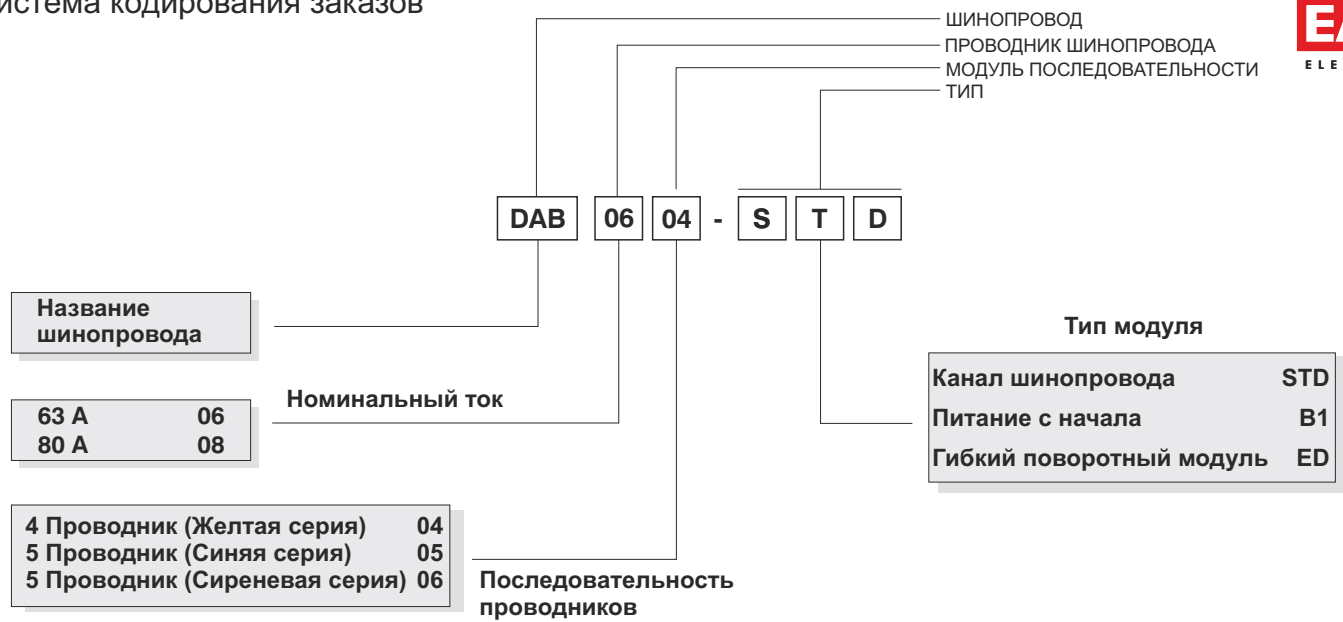 истема кодирования заказов
ШИНОПРОВОД
ПРОВОДНИК ШИНОПРОВОДА
МОДУЛЬ ПОСЛЕДОВАТЕЛЬНОСТИ
ТИП
DAB 06 04 - S T D
Название
шинопровода
Номинальный ток
63 А 06
80 А 08
4 Проводник (Желтая серия) 04
5 Проводник (Синяя серия) 05
5 Проводник (Сиреневая серия) 06
Последовательность
проводников
Тип модуля
Канал шинопровода STD
Питание с начала B1
Гибкий поворотный модуль ED